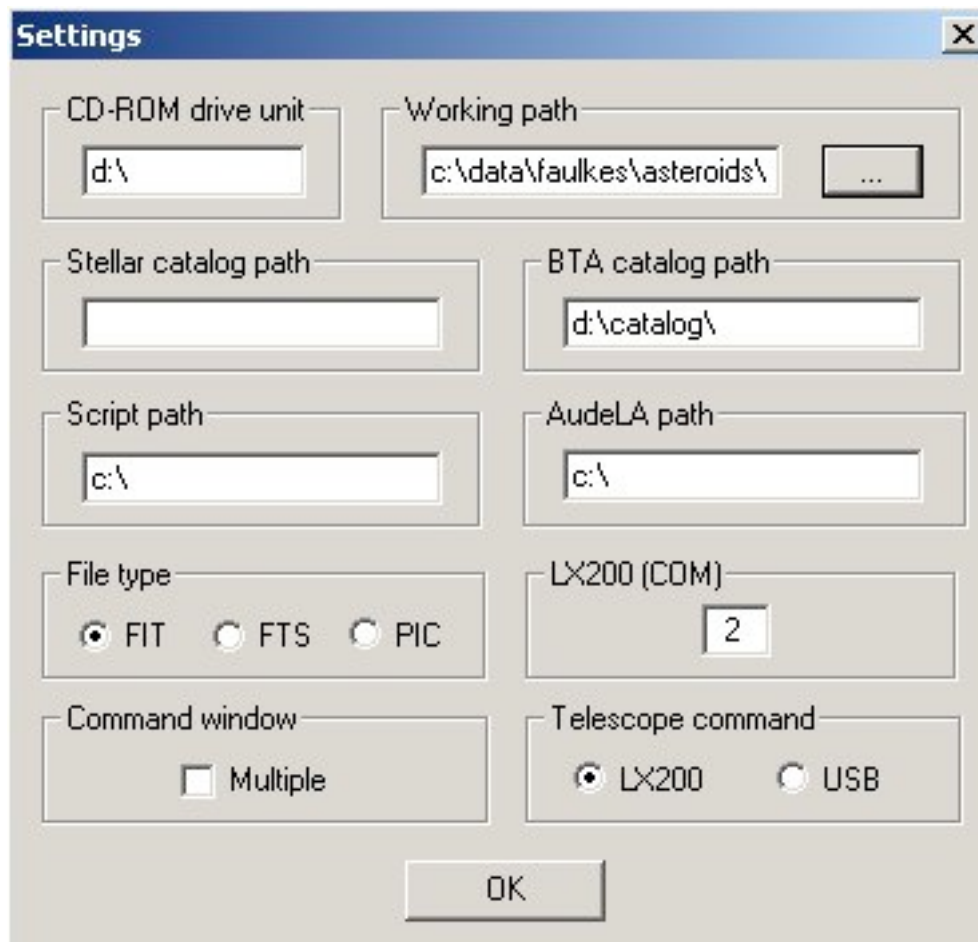 Settings
CD-ROM drive unit
Working path
d:\
c:\data\faulkes\asteroids\
...
Stellar catalog path
BTA catalog path
d:\catalog\
Script path
AudeLA path
c:\
c:\
File type
LX200 (COM)
FIT FTS PIC
2
Command window
Telescope command
Multiple
LX200 USB
OK